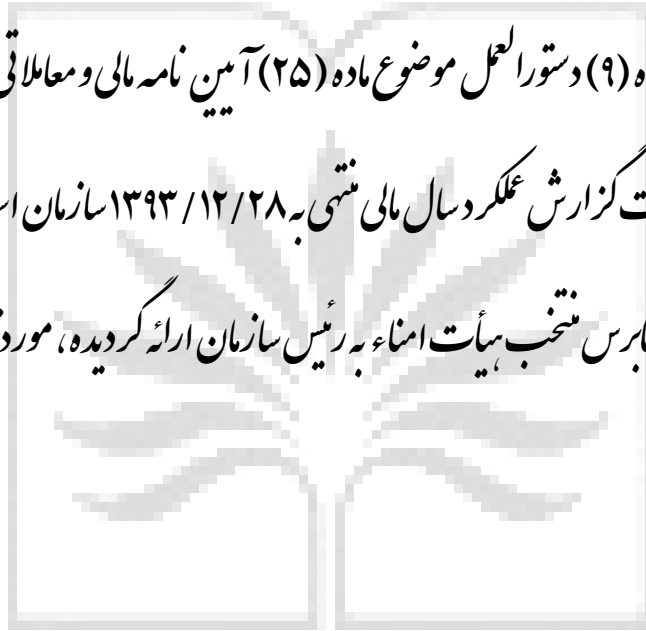 ه (۹) دستورالعمل موضوع ماده (۲۵) آیین نامه مالی و معاملاتی
ت گزارش عملکرد سال مالی منتهی به ۱۳۹۳/۱۲/۲۸ سازمان اس
ابرس منتخب هیأت امناء به رئیس سازمان ارائه گردیده، مورد